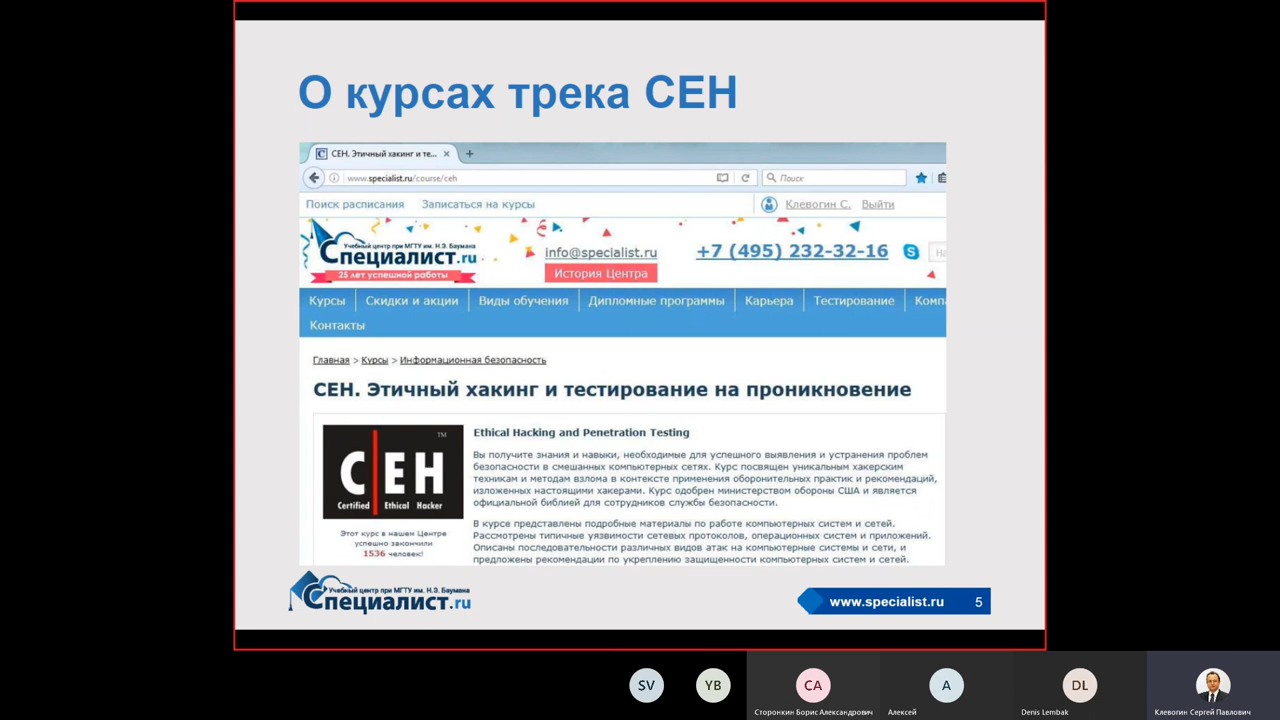 О курсах трека CEH
CEH. Этичный хакинг и те...
www.specialist.ru/course/ceh
Поиск
Поиск расписания
Записаться на курсы
Клевогин С.
Выйти
Учебный центр при МГТУ им. Н.Э. Баумана
Специалист.ru
25 лет успешной работы
info@specialist.ru
История Центра
+7 (495) 232-32-16
Курсы
Скидки и акции
Виды обучения
Дипломные программы
Карьера
Тестирование
Контакты
Главная > Курсы > Информационная безопасность
CEH. Этичный хакинг и тестирование на проникновение
CEH
TM
Certified Ethical Hacker
Этот курс в нашем Центре
успешно закончили
1536 человек!
Ethical Hacking and Penetration Testing
Вы получите знания и навыки, необходимые для успешного выявления и устранения проблем
безопасности в смешанных компьютерных сетях. Курс посвящен уникальным хакерским
техникам и методам взлома в контексте применения оборонительных практик и рекомендаций,
изложенных настоящими хакерами. Курс одобрен министерством обороны США и является
официальной библией для сотрудников службы безопасности.
В курсе представлены подробные материалы по работе компьютерных систем и сетей.
Рассмотрены типичные уязвимости сетевых протоколов, операционных систем и приложений.
Описаны последовательности различных видов атак на компьютерные системы и сети, и
предложены рекомендации по укреплению защищенности компьютерных систем и сетей.
Учебный центр при МГТУ им. Н.Э. Баумана
Специалист.ru
www.specialist.ru
5
SV
YB
CA
Сторонкин Борис Александрович
A
Алексей
DL
Denis Lembak
Клевогин Сергей Павлович